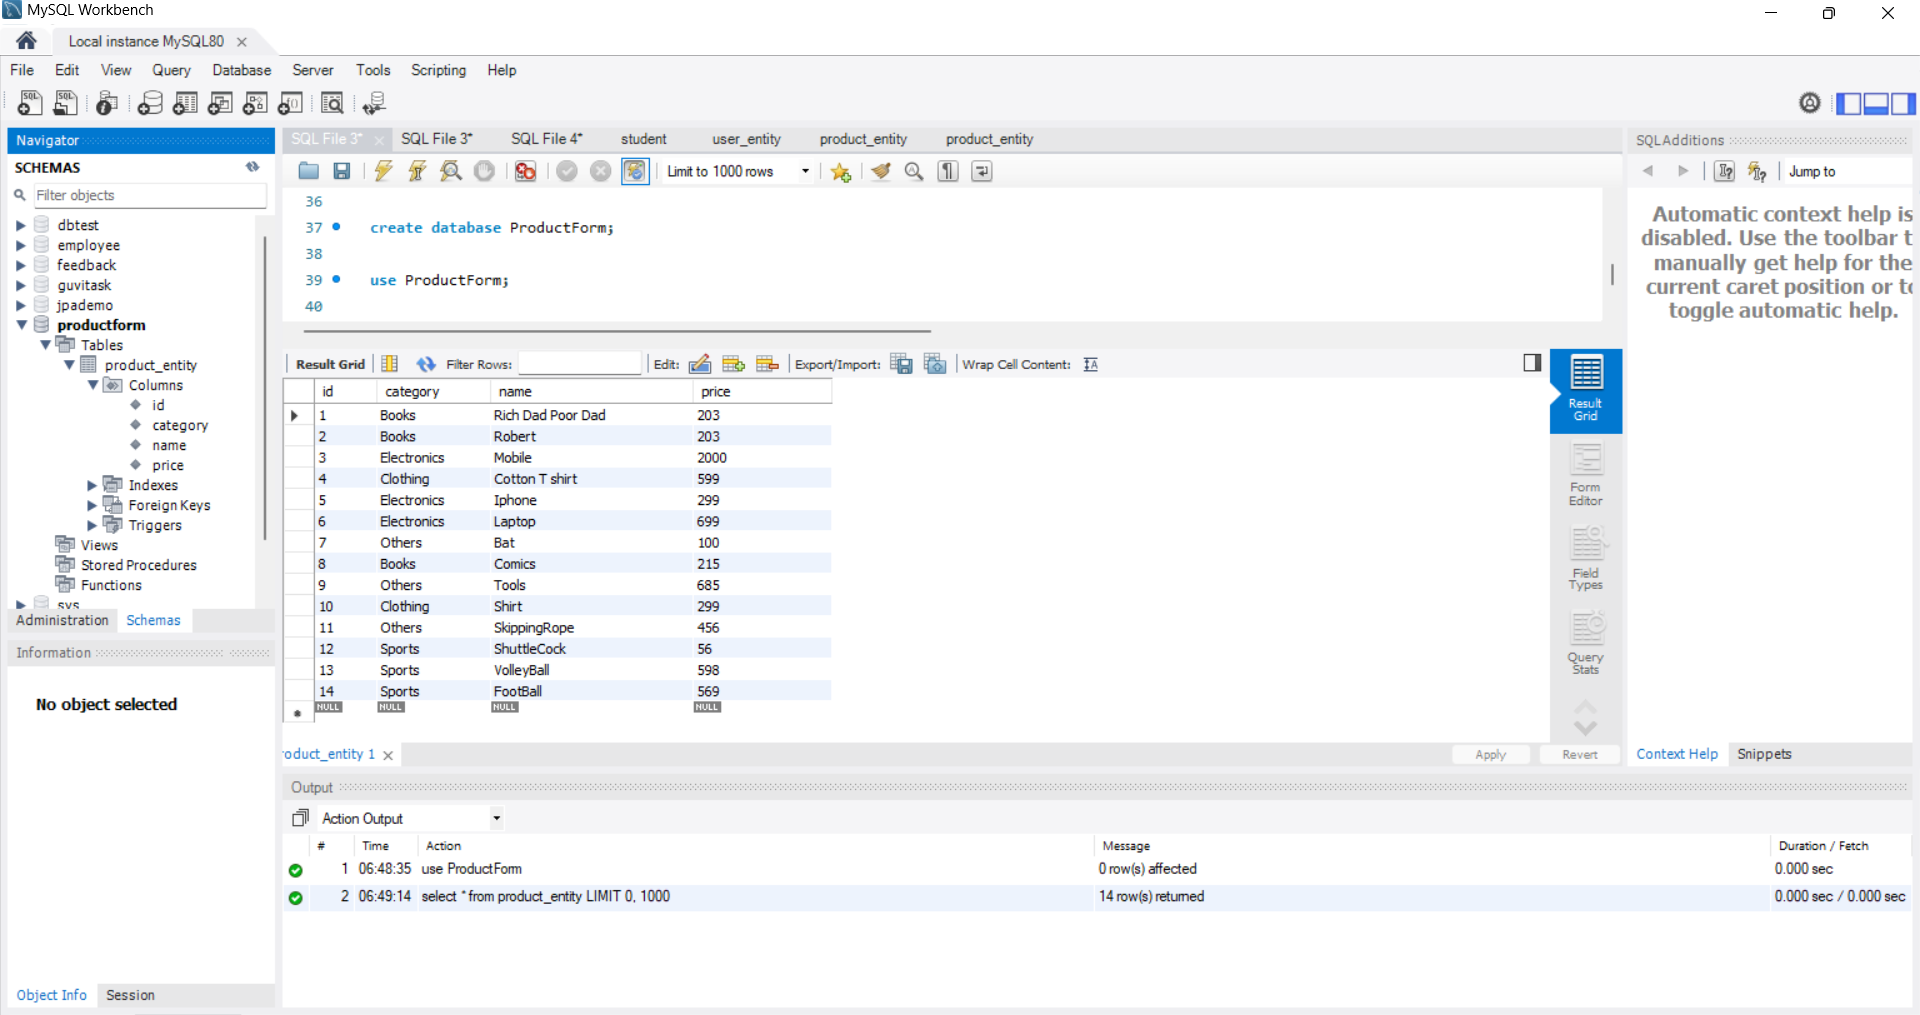 MySQL Workbench
Local instance MySQL80
File Edit View Query Database Server Tools Scripting Help
Navigator
SCHEMAS
Filter objects
dbtest
employee
feedback
guvitask
jpademo
productform
Tables
product_entity
Columns
id
category
name
price
Indexes
Foreign Keys
Triggers
Views
Stored Procedures
Functions
sys
Administration Schemas
Information
No object selected
Object Info Session
SQL File 3* SQL File 3* SQL File 4* student user_entity product_entity product_entity
Limit to 1000 rows
36
37 create database ProductForm;
38
39 use ProductForm;
40
Result Grid Filter Rows: Edit: Export/Import: Wrap Cell Content:
id category name price
1 Books Rich Dad Poor Dad 203
2 Books Robert 203
3 Electronics Mobile 2000
4 Clothing Cotton T shirt 599
5 Electronics Iphone 299
6 Electronics Laptop 699
7 Others Bat 100
8 Books Comics 215
9 Others Tools 685
10 Clothing Shirt 299
11 Others SkippingRope 456
12 Sports ShuttleCock 56
13 Sports VolleyBall 598
14 Sports FootBall 569
NULL NULL NULL NULL
Result
Grid
Form
Editor
Field
Types
Query
Stats
oduct_entity 1
Apply Revert
SQLAdditions
Jump to
Automatic context help is
disabled. Use the toolbar t
manually get help for the
current caret position or to
toggle automatic help.
Context Help Snippets
Output
Action Output
# Time Action Message Duration / Fetch
1 06:48:35 use ProductForm 0 row(s) affected 0.000 sec
2 06:49:14 select * from product_entity LIMIT 0, 1000 14 row(s) returned 0.000 sec / 0.000 sec